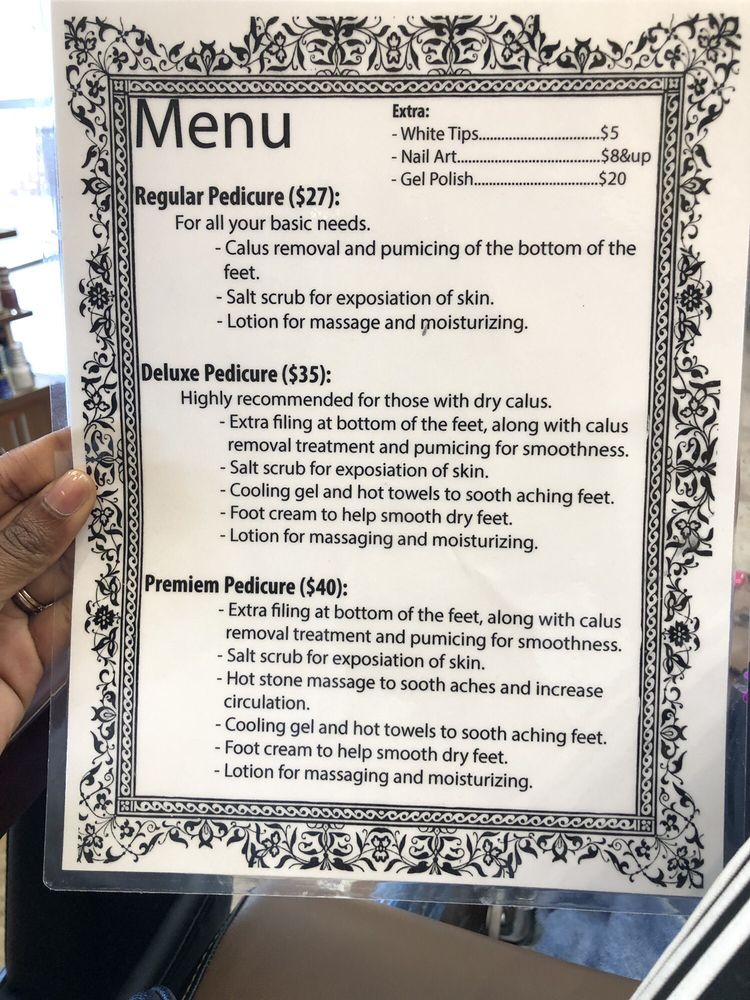 Menu
Extra:
- White Tips..............................$5
- Nail Art....................................$8&up
- Gel Polish...............................$20
Regular Pedicure ($27):
For all your basic needs.
- Calus removal and pumicing of the bottom of the
feet.
- Salt scrub for exposiation of skin.
- Lotion for massage and moisturizing.
Deluxe Pedicure ($35):
Highly recommended for those with dry calus.
- Extra filing at bottom of the feet, along with calus
removal treatment and pumicing for smoothness.
- Salt scrub for exposiation of skin.
- Cooling gel and hot towels to sooth aching feet.
- Foot cream to help smooth dry feet.
- Lotion for massaging and moisturizing.
Premiem Pedicure ($40):
- Extra filing at bottom of the feet, along with calus
removal treatment and pumicing for smoothness.
- Salt scrub for exposiation of skin.
- Hot stone massage to sooth aches and increase
circulation.
- Cooling gel and hot towels to sooth aching feet.
- Foot cream to help smooth dry feet.
- Lotion for massaging and moisturizing.